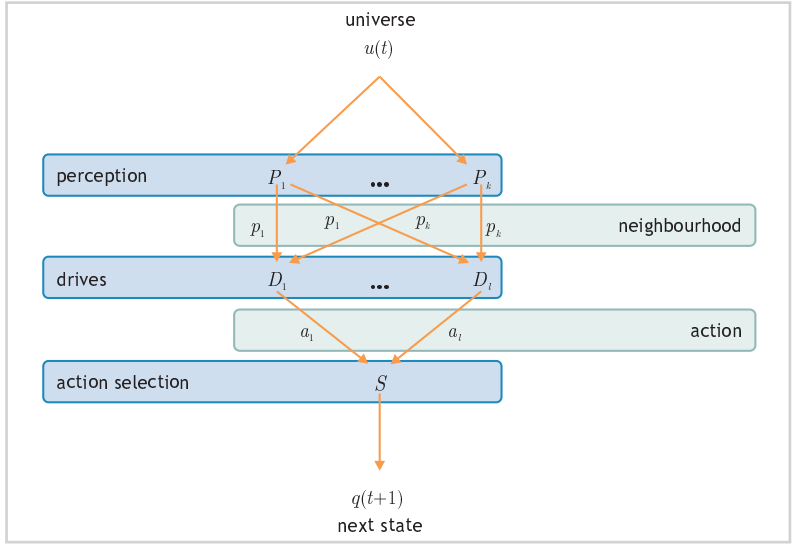 universe
u(t)
perception P₁ ... Pₖ
p₁ p₁ pₖ pₖ neighbourhood
drives D₁ ... Dₗ
a₁ aₗ action
action selection S
q(t+1)
next state